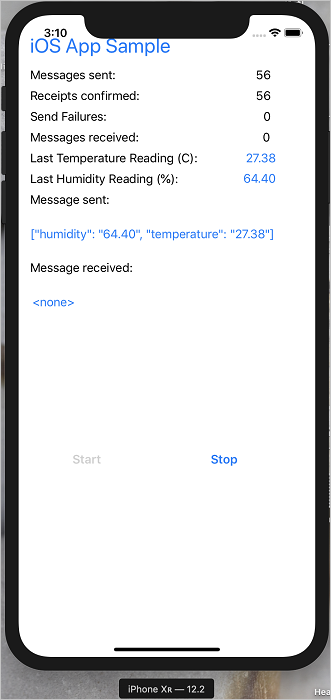 3:10
iOS App Sample
Messages sent: 56
Receipts confirmed: 56
Send Failures: 0
Messages received: 0
Last Temperature Reading (C): 27.38
Last Humidity Reading (%): 64.40
Message sent:
["humidity": "64.40", "temperature": "27.38"]
Message received:
<none>
Start Stop
iPhone Xʀ — 12.2
Hea